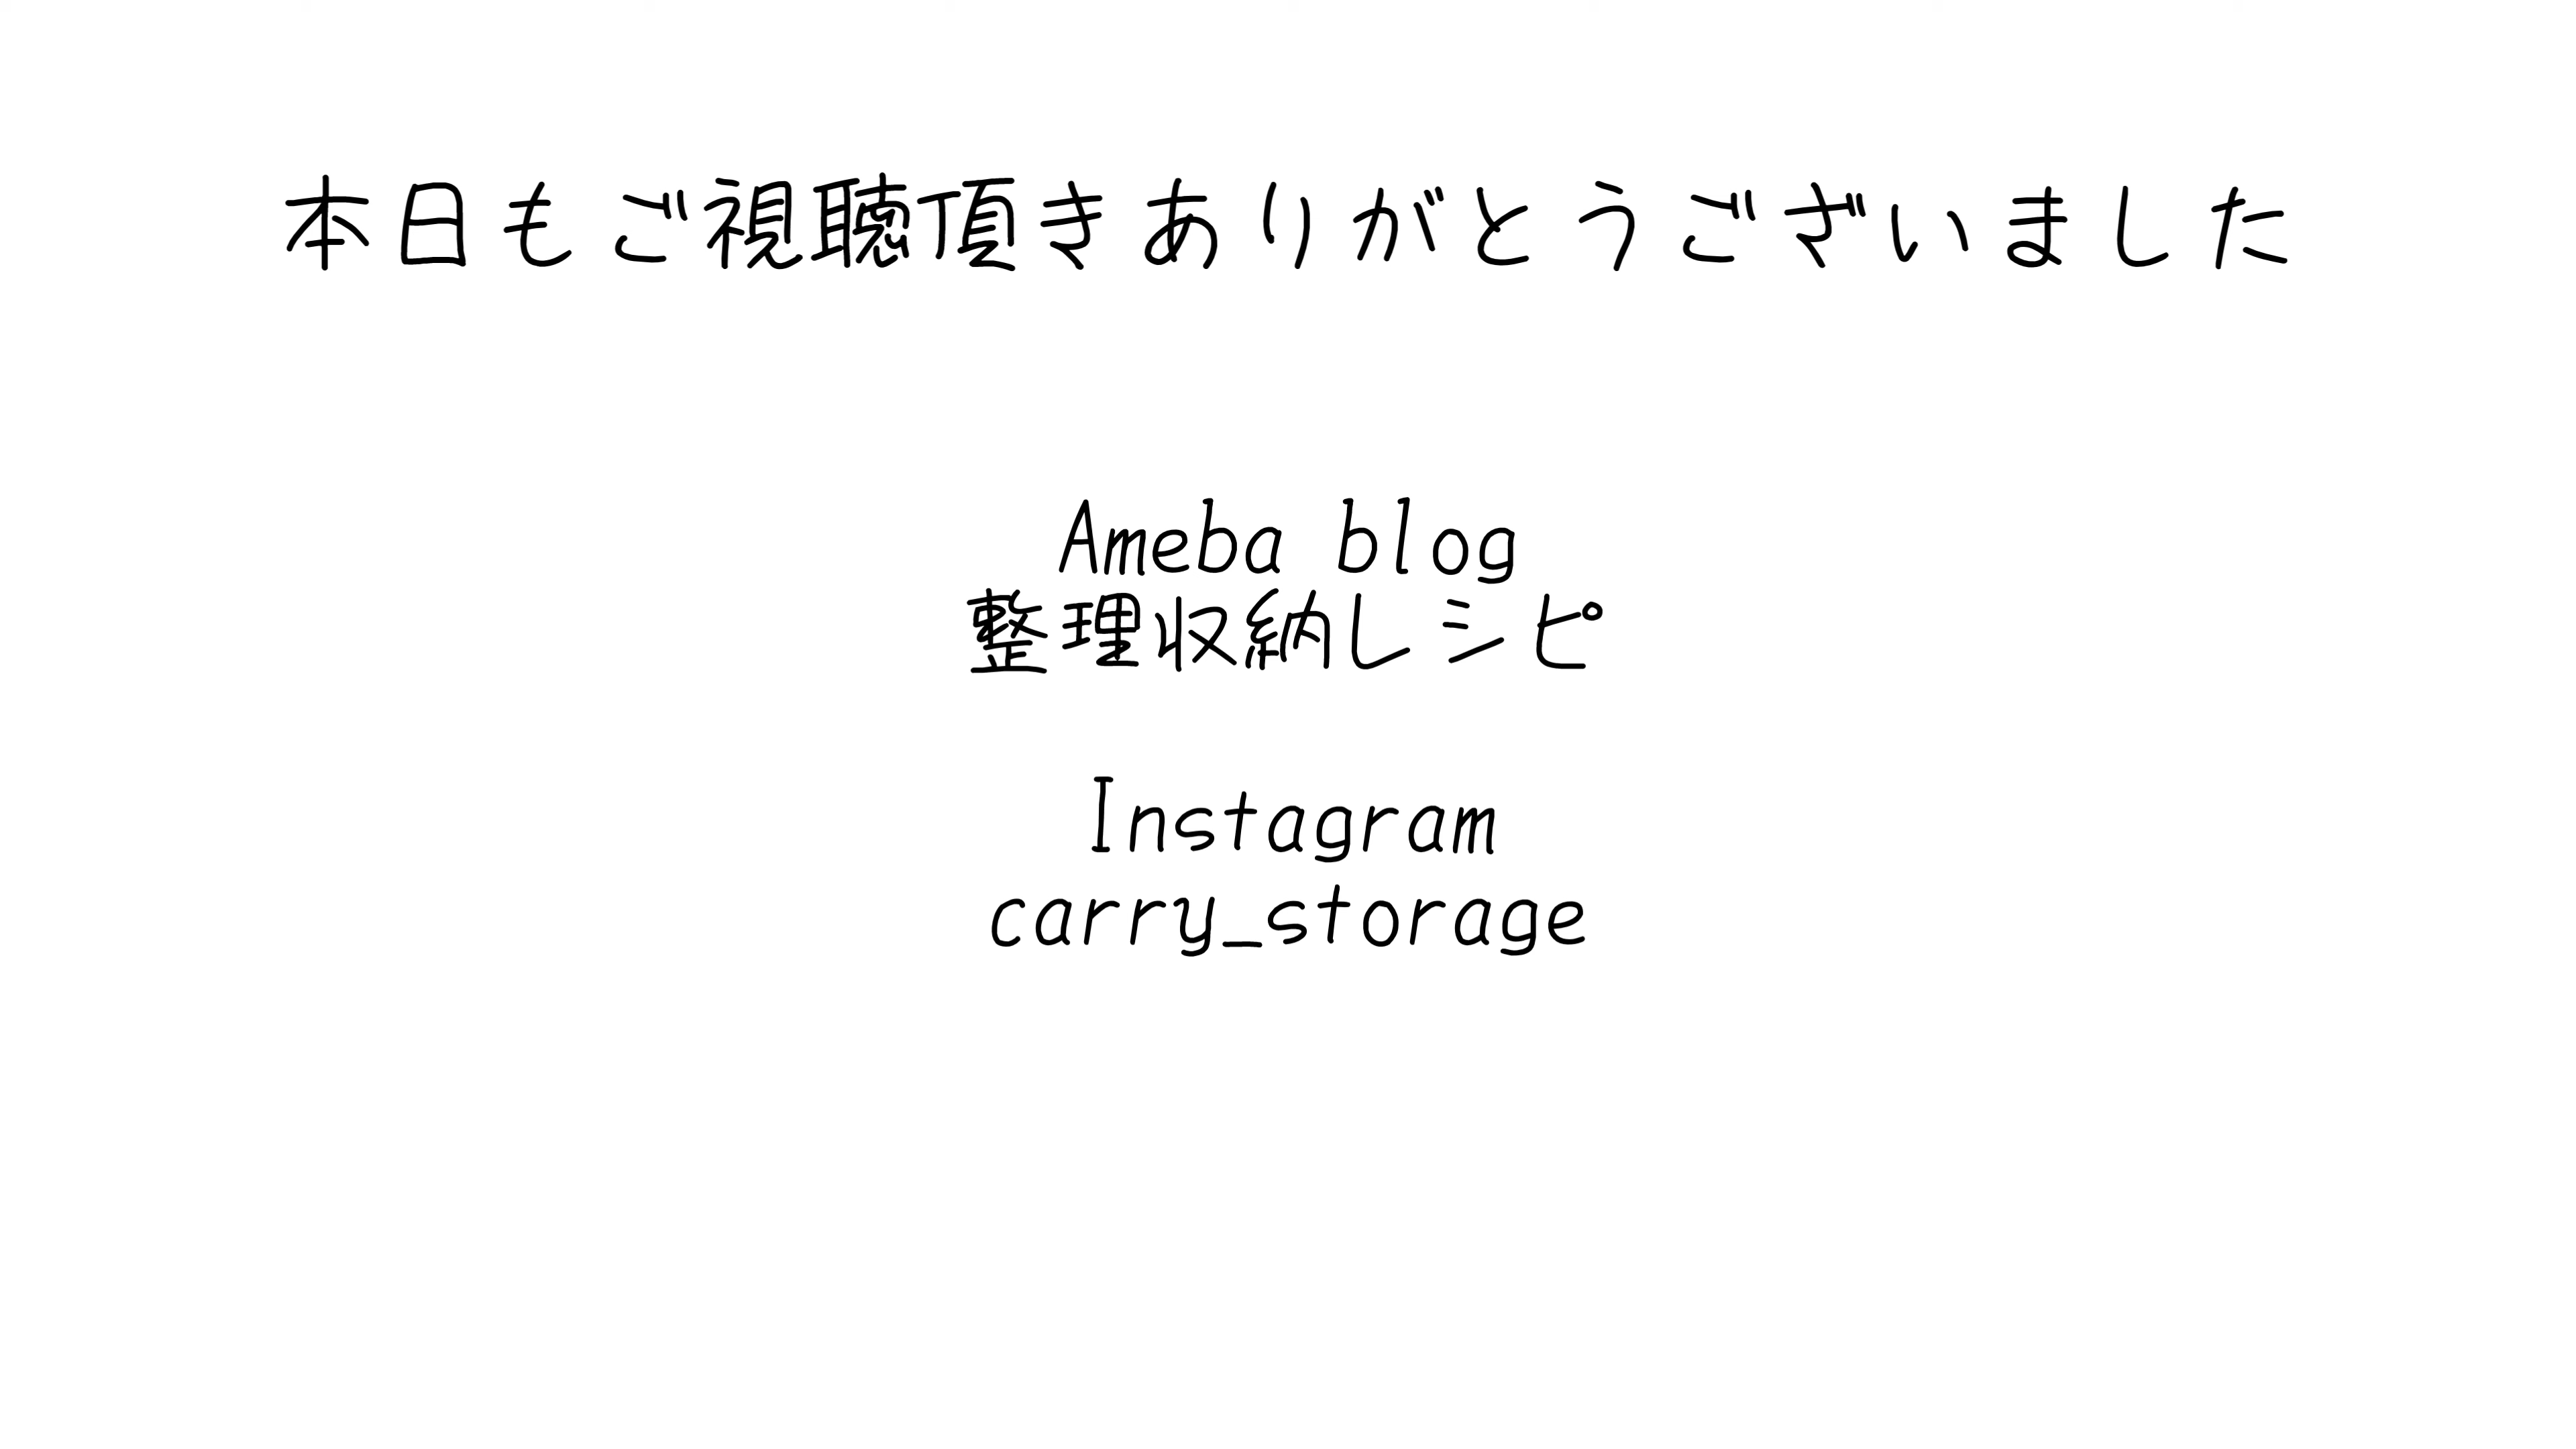 本日もご視聴頂きありがとうございました
Ameba blog
整理収納レシピ
Instagram
carry_storage